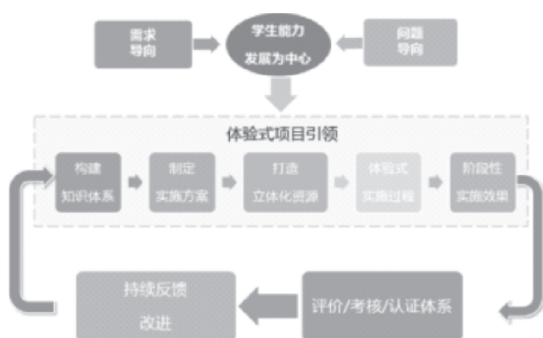 需求
导向
学生能力
发展为中心
问题
导向
体验式项目引领
构建
知识体系
制定
实施方案
打造
立体化资源
体验式
实施过程
阶段性
实施效果
持续反馈
改进
评价/考核/认证体系